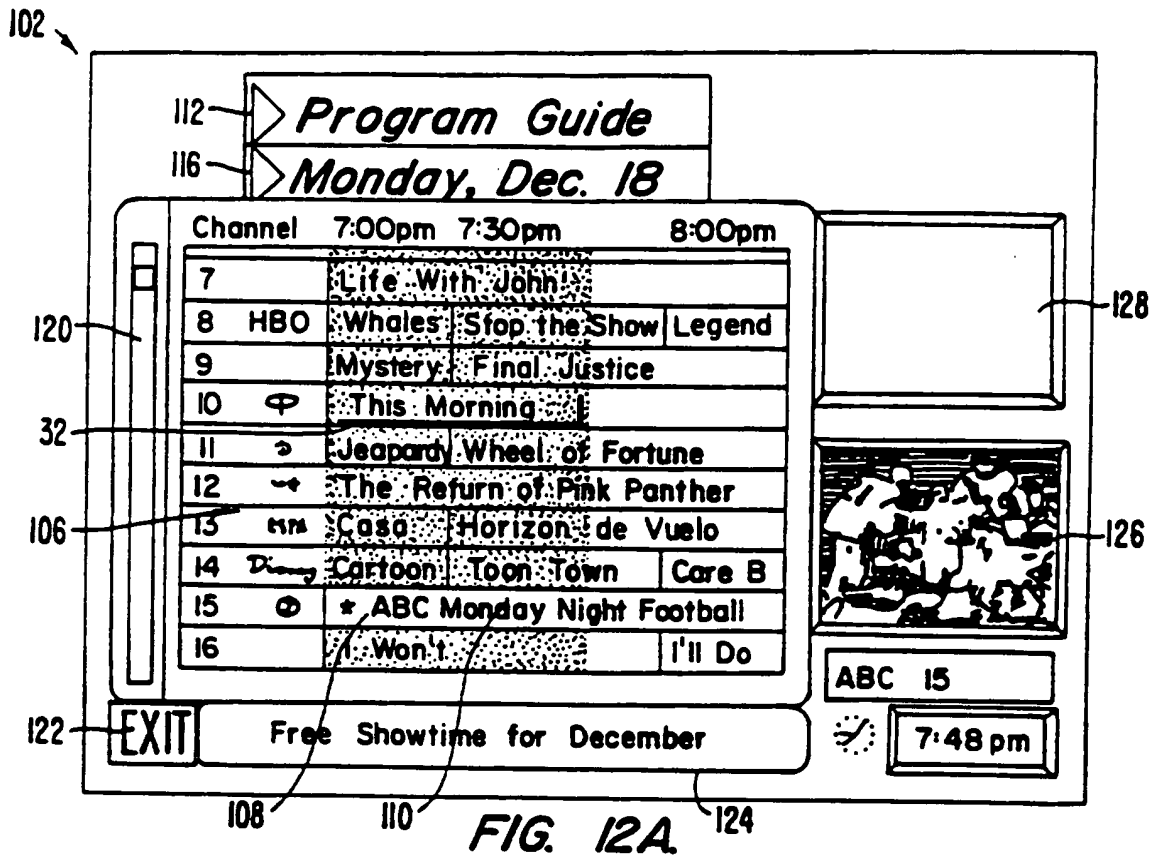 102
112
Program Guide
116
Monday, Dec. 18
Channel 7:00pm 7:30pm 8:00pm
7 Life With John
8 HBO Whales Stop the Show Legend
128
120
9 Mystery Final Justice
10 This Morning
32
11 Jeapardy Wheel of Fortune
12 The Return of Pink Panther
106
13 Casa Horizon de Vuelo
126
14 Disney Cartoon Toon Town Care B
15 * ABC Monday Night Football
16 I Won't I'll Do
ABC 15
122
EXIT
Free Showtime for December
7:48 pm
108
110
124
FIG. 12A.